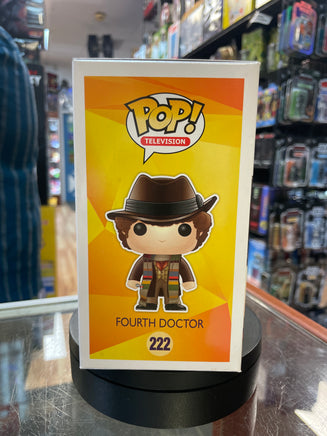 POP!
TELEVISION
FOURTH DOCTOR
222